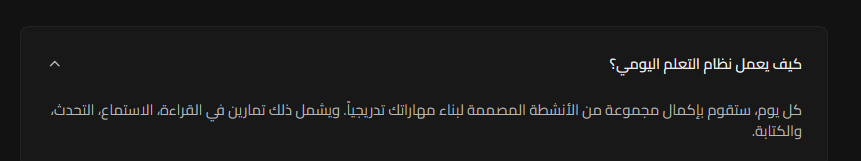 كيف يعمل نظام التعلم اليومي؟
كل يوم، ستقوم بإكمال مجموعة من الأنشطة المصممة لبناء مهاراتك تدريجياً. ويشمل ذلك تمارين في القراءة، الاستماع، التحدث،
والكتابة.